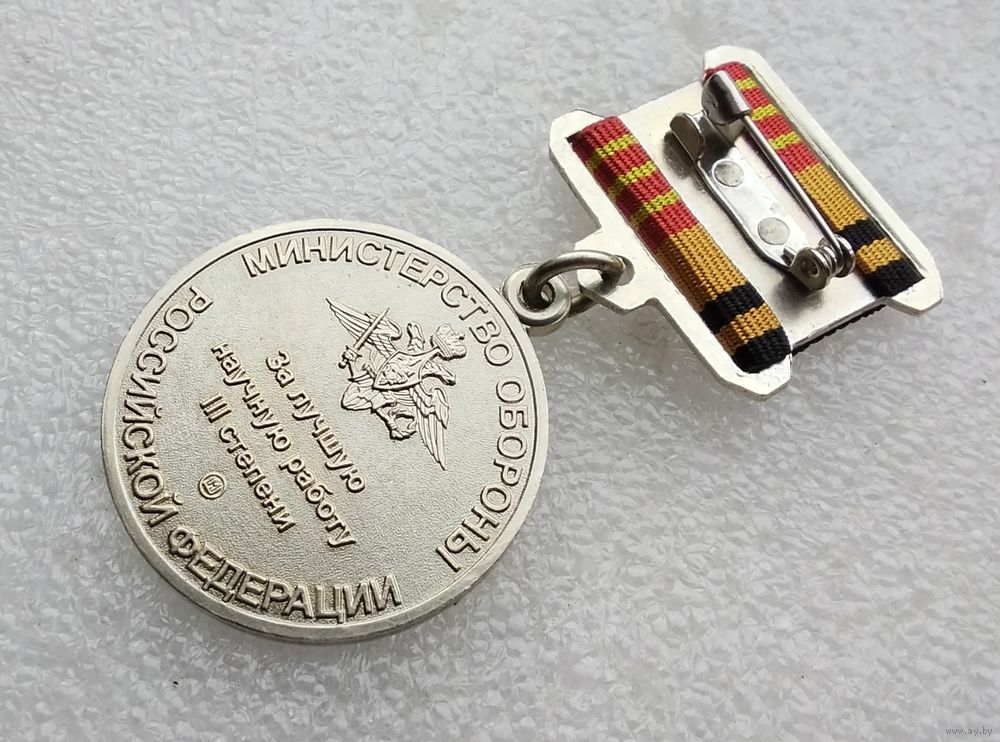 МИНИСТЕРСТВО ОБОРОНЫ
РОССИЙСКОЙ ФЕДЕРАЦИИ
За лучшую
научную работу
III степени
www.ay.by